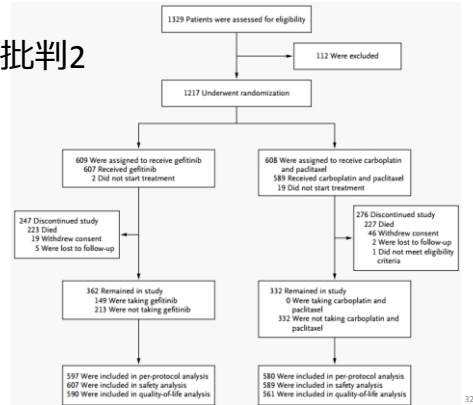 1329 Patients were assessed for eligibility
批判2
112 Were excluded
1217 Underwent randomization
609 Were assigned to receive gefitinib
607 Received gefitinib
2 Did not start treatment
608 Were assigned to receive carboplatin
and paclitaxel
589 Received carboplatin and paclitaxel
19 Did not start treatment
247 Discontinued study
223 Died
19 Withdrew consent
5 Were lost to follow-up
276 Discontinued study
227 Died
46 Withdrew consent
2 Were lost to follow-up
1 Did not meet eligibility
criteria
362 Remained in study
149 Were taking gefitinib
213 Were not taking gefitinib
332 Remained in study
0 Were taking carboplatin and
paclitaxel
332 Were not taking carboplatin and
paclitaxel
597 Were included in per-protocol analysis
607 Were included in safety analysis
590 Were included in quality-of-life analysis
580 Were included in per-protocol analysis
589 Were included in safety analysis
561 Were included in quality-of-life analysis
32